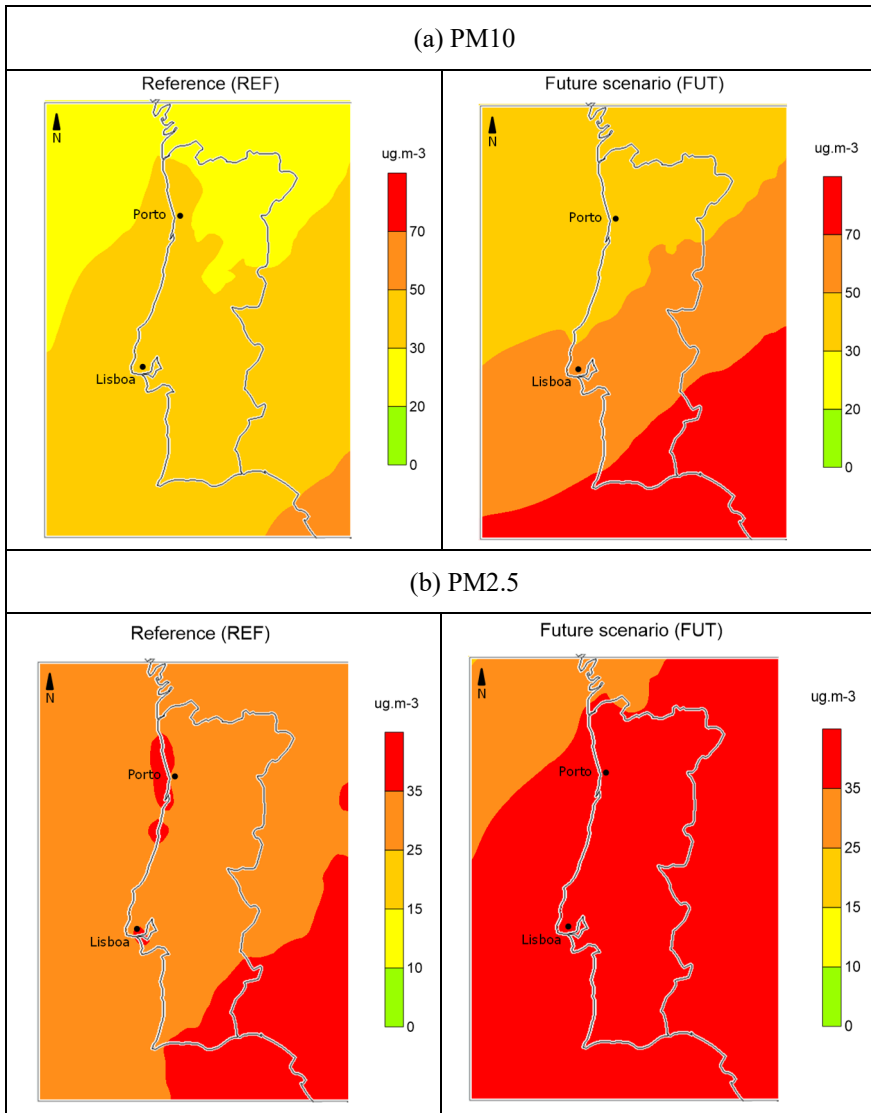 (a) PM10
Reference (REF)
N
ug.m-3
70
50
30
20
0
Porto
Lisboa
Future scenario (FUT)
N
ug.m-3
70
50
30
20
0
Porto
Lisboa
(b) PM2.5
Reference (REF)
N
ug.m-3
35
25
15
10
0
Porto
Lisboa
Future scenario (FUT)
N
ug.m-3
35
25
15
10
0
Porto
Lisboa